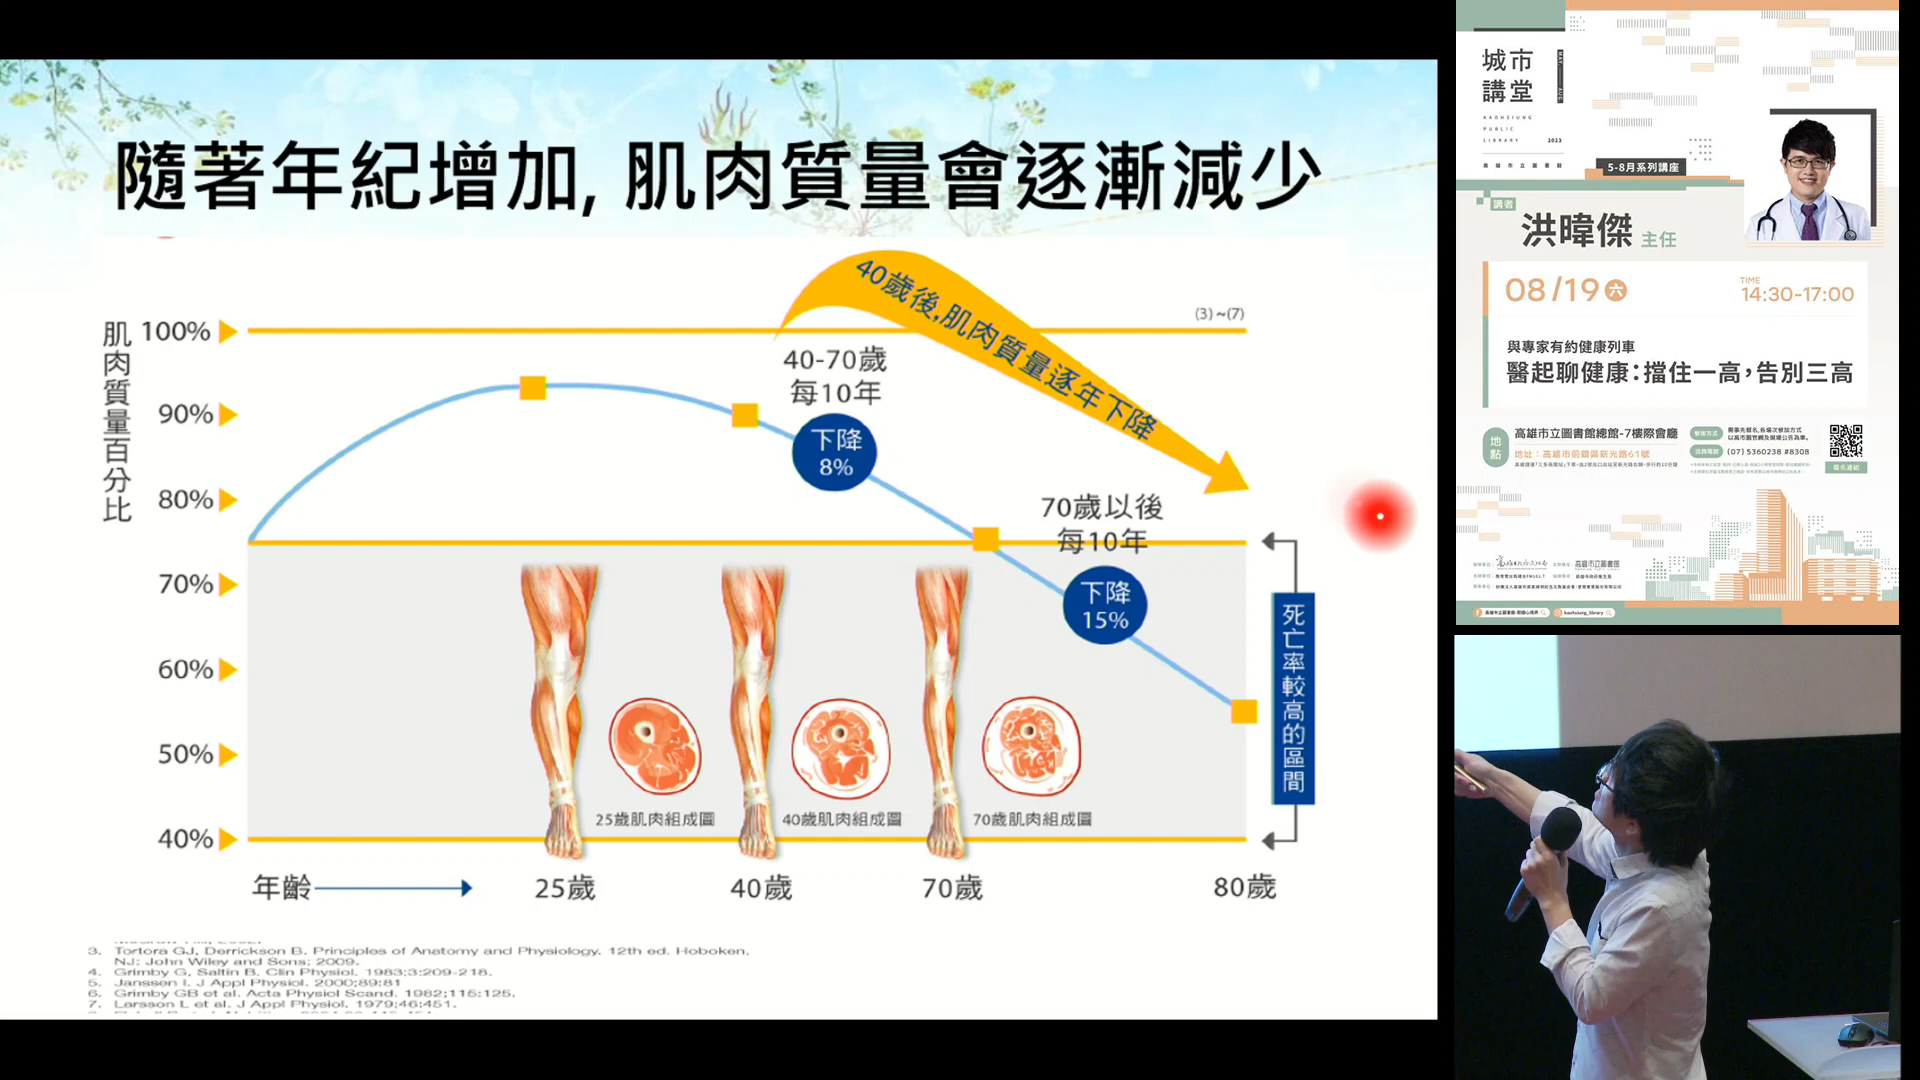 隨著年紀增加, 肌肉質量會逐漸減少
40歲後,肌肉質量逐年下降
(3)~(7)
肌肉質量百分比
100%
90%
80%
70%
60%
50%
40%
40-70歲
每10年
下降
8%
70歲以後
每10年
下降
15%
死亡率較高的區間
25歲肌肉組成圖
40歲肌肉組成圖
70歲肌肉組成圖
年齡
25歲
40歲
70歲
80歲
3. Tortora GJ, Derrickson B. Principles of Anatomy and Physiology. 12th ed. Hoboken,
NJ: John Wiley and Sons; 2009.
4. Grimby G, Saltin B. Clin Physiol. 1983;3:209-218.
5. Janssen I. J Appl Physiol. 2000;89:81
6. Grimby GB et al. Acta Physiol Scand. 1982;115:125.
7. Larsson L et al. J Appl Physiol. 1979;46:451.
城市
講堂
KAOHSIUNG
PUBLIC
LIBRARY 2023
高雄市立圖書館
5-8月系列講座
講者
洪暐傑 主任
08/19 六
TIME
14:30-17:00
與專家有約健康列車
醫起聊健康:擋住一高,告別三高
地點
高雄市立圖書館總館-7樓際會廳
地址:高雄市前鎮區新光路61號
(07) 5360238 #8308
報名連結
高雄市立圖書館
kaohsiung_library